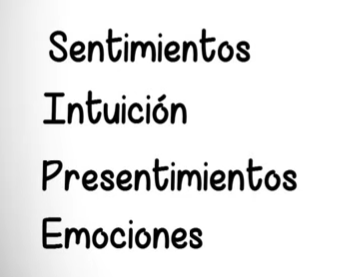 Sentimientos
Intuición
Presentimientos
Emociones